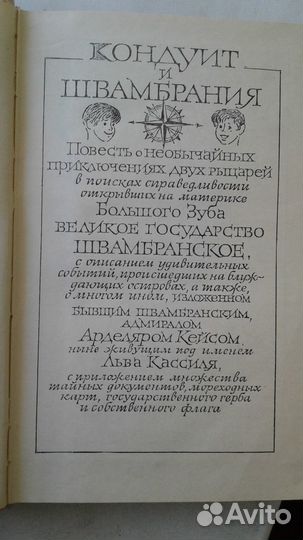 КОНДУИТ
И
ШВАМБРАНИЯ
Повесть о необычайных
приключениях двух рыцарей
в поисках справедливости
открывших на материке
Большого Зуба
ВЕЛИКОЕ ГОСУДАРСТВО
ШВАМБРАНСКОЕ,
с описанием удивительных
событий, происшедших на блуж-
дающих островах, а также
о многом ином, изложенном
бывшим швамбранским
адмиралом
Арделяром Кейсом,
ныне живущим под именем
Льва Кассиля,
с приложением множества
тайных документов, мореходных
карт, государственного герба
и собственного флага
Avito